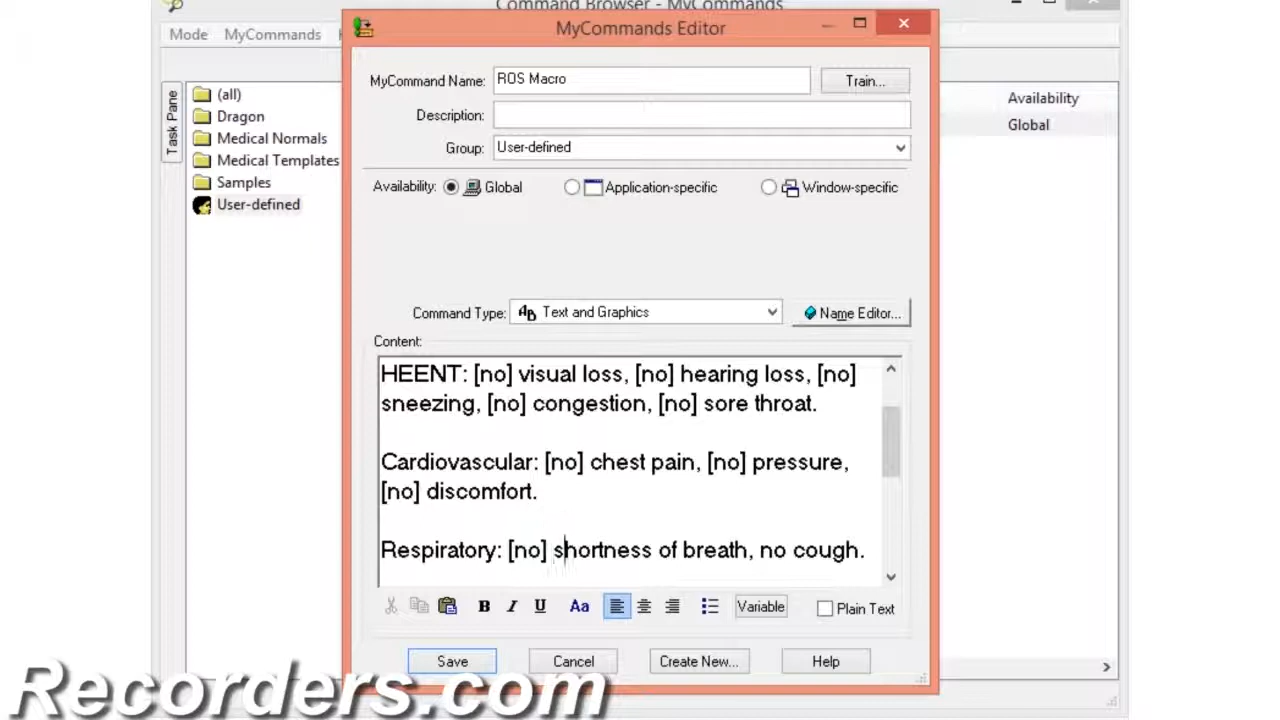 Command Browser - MyCommands
MyCommands Editor
Mode MyCommands
MyCommand Name: ROS Macro Train...
Description:
Group: User-defined
Availability: Global Application-specific Window-specific
Task Pane
(all)
Dragon
Medical Normals
Medical Templates
Samples
User-defined
Availability
Global
Command Type: Text and Graphics Name Editor...
Content:
HEENT: [no] visual loss, [no] hearing loss, [no]
sneezing, [no] congestion, [no] sore throat.
Cardiovascular: [no] chest pain, [no] pressure,
[no] discomfort.
Respiratory: [no] shortness of breath, no cough.
B I U Aa Variable Plain Text
Save Cancel Create New... Help
Recorders.com